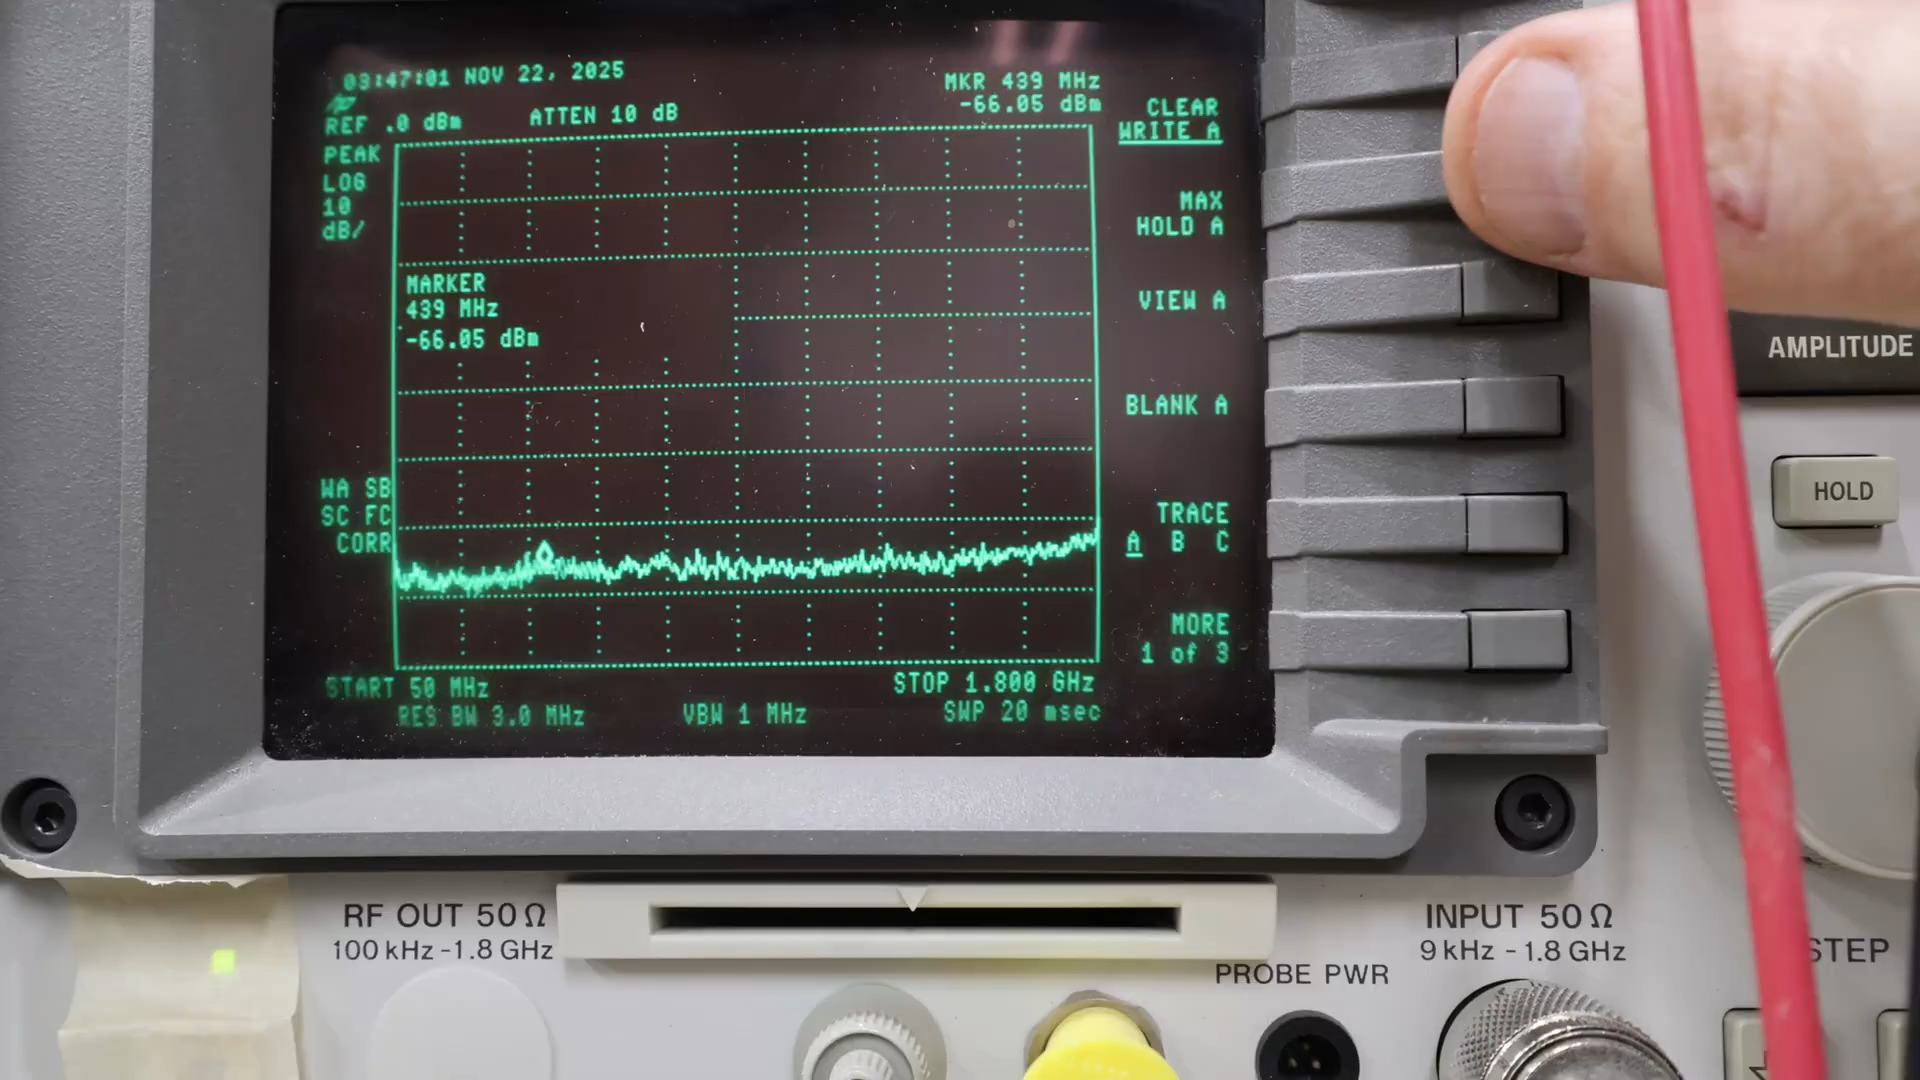 03:47:01 NOV 22, 2025
MKR 439 MHz
-66.05 dBm
REF .0 dBm
ATTEN 10 dB
PEAK
LOG
10
dB/
MARKER
439 MHz
-66.05 dBm
WA SB
SC FC
CORR
START 50 MHz
STOP 1.800 GHz
RES BW 3.0 MHz
VBW 1 MHz
SWP 20 msec
CLEAR
WRITE A
MAX
HOLD A
VIEW A
BLANK A
TRACE
A B C
MORE
1 of 3
AMPLITUDE
HOLD
RF OUT 50Ω
100 kHz-1.8 GHz
PROBE PWR
INPUT 50Ω
9 kHz-1.8 GHz
STEP